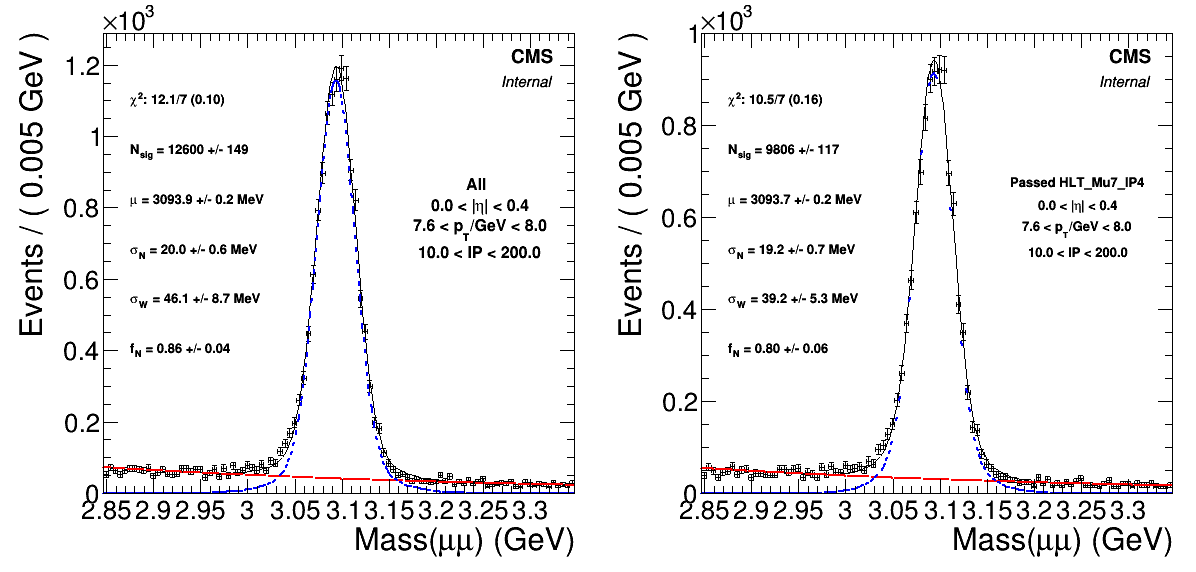 ×10³
CMS
Internal
χ²: 12.1/7 (0.10)
N_sig = 12600 +/- 149
μ = 3093.9 +/- 0.2 MeV
σ_N = 20.0 +/- 0.6 MeV
σ_W = 46.1 +/- 8.7 MeV
f_N = 0.86 +/- 0.04
All
0.0 < |η| < 0.4
7.6 < p_T/GeV < 8.0
10.0 < IP < 200.0
Events / ( 0.005 GeV )
1.2
1
0.8
0.6
0.4
0.2
0
2.85 2.9 2.95 3 3.05 3.1 3.15 3.2 3.25 3.3
Mass(μμ) (GeV)
×10³
CMS
Internal
χ²: 10.5/7 (0.16)
N_sig = 9806 +/- 117
μ = 3093.7 +/- 0.2 MeV
σ_N = 19.2 +/- 0.7 MeV
σ_W = 39.2 +/- 5.3 MeV
f_N = 0.80 +/- 0.06
Passed HLT_Mu7_IP4
0.0 < |η| < 0.4
7.6 < p_T/GeV < 8.0
10.0 < IP < 200.0
Events / ( 0.005 GeV )
1
0.8
0.6
0.4
0.2
0
2.85 2.9 2.95 3 3.05 3.1 3.15 3.2 3.25 3.3
Mass(μμ) (GeV)